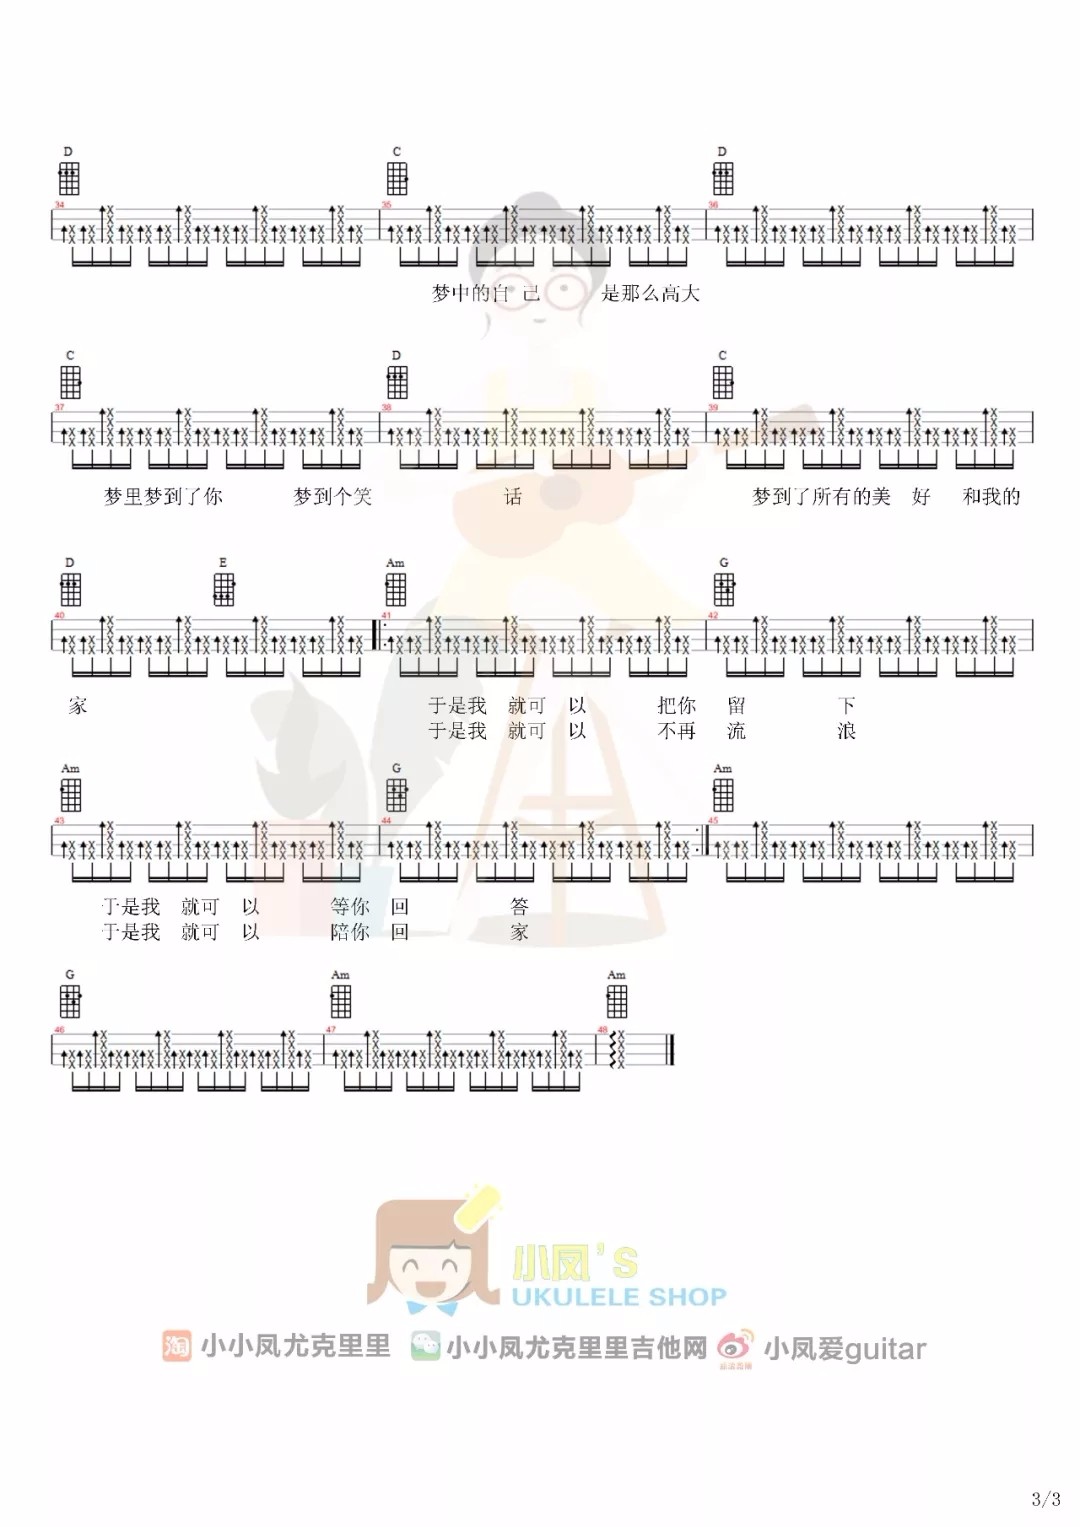 D C D
34 35 36
梦中的自 己 是那么高大
C D C
37 38 39
梦里梦到了你 梦到个笑 话 梦到了所有的美 好 和我的
D E Am G
40 41 42
家 于是我 就可 以 把你 留 下
于是我 就可 以 不再 流 浪
Am G Am
43 44 45
于是我 就可 以 等你 回 答
于是我 就可 以 陪你 回 家
G Am Am
46 47 48
小凤's
UKULELE SHOP
淘 小小凤尤克里里 小小凤尤克里里吉他网 小凤爱guitar
3/3